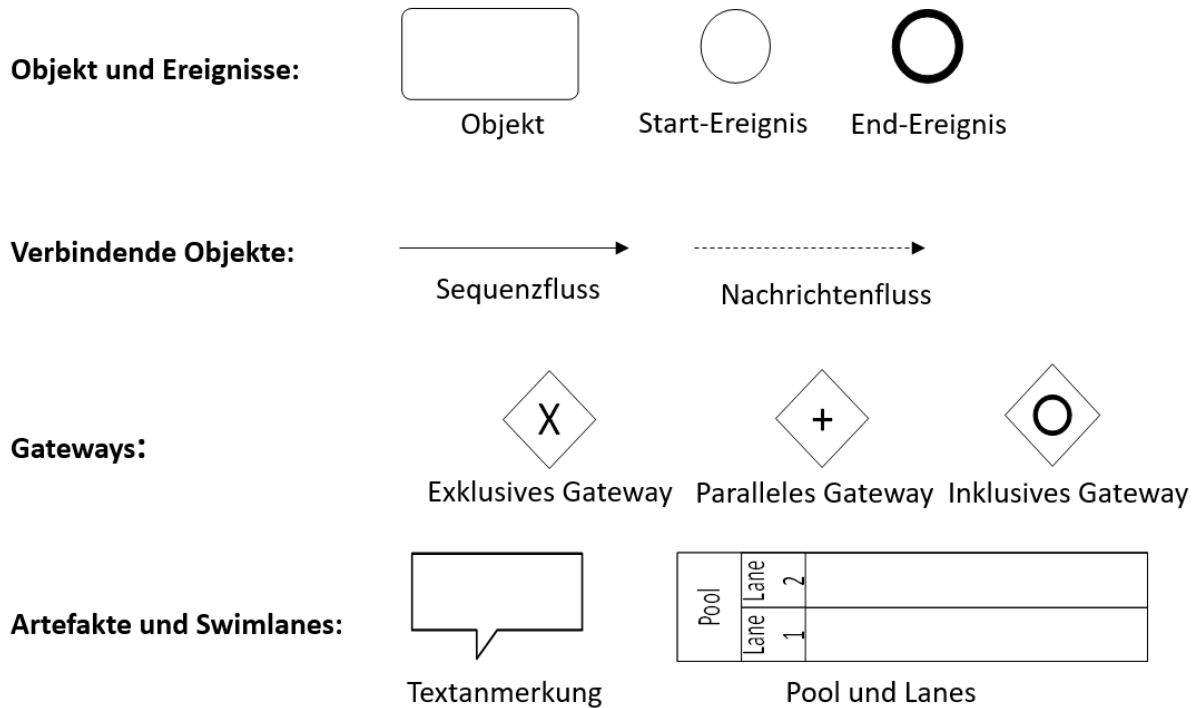 Objekt und Ereignisse:
Objekt
Start-Ereignis
End-Ereignis
Verbindende Objekte:
Sequenzfluss
Nachrichtenfluss
Gateways:
X
+
O
Exklusives Gateway
Paralleles Gateway
Inklusives Gateway
Artefakte und Swimlanes:
Pool
Lane 2
Lane 1
Textanmerkung
Pool und Lanes